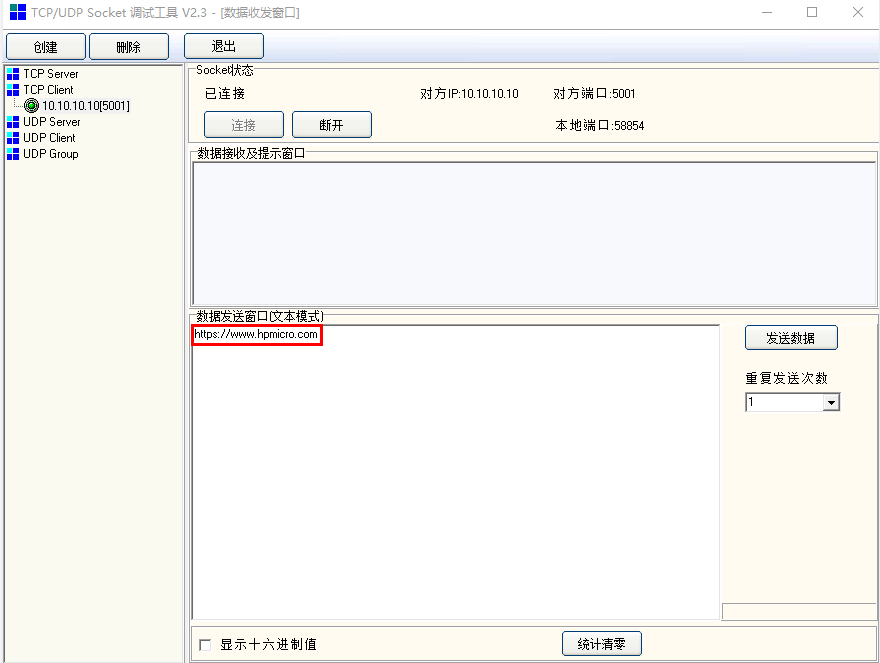 TCP/UDP Socket 调试工具 V2.3 - [数据收发窗口]
创建 删除 退出
TCP Server
TCP Client
10.10.10.10[5001]
UDP Server
UDP Client
UDP Group
Socket状态
已连接 对方IP:10.10.10.10 对方端口:5001
连接 断开 本地端口:58854
数据接收及提示窗口
数据发送窗口(文本模式)
https://www.hpmicro.com
发送数据
重复发送次数
1
显示十六进制值 统计清零